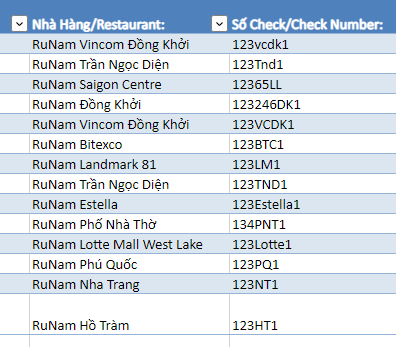 Nhà Hàng/Restaurant: Số Check/Check Number:
RuNam Vincom Đồng Khởi 123vcdk1
RuNam Trần Ngọc Diện 123Tnd1
RuNam Saigon Centre 12365LL
RuNam Đồng Khởi 123246DK1
RuNam Vincom Đồng Khởi 123VCDK1
RuNam Bitexco 123BTC1
RuNam Landmark 81 123LM1
RuNam Trần Ngọc Diện 123TND1
RuNam Estella 123Estella1
RuNam Phố Nhà Thờ 134PNT1
RuNam Lotte Mall West Lake 123Lotte1
RuNam Phú Quốc 123PQ1
RuNam Nha Trang 123NT1
RuNam Hồ Tràm 123HT1